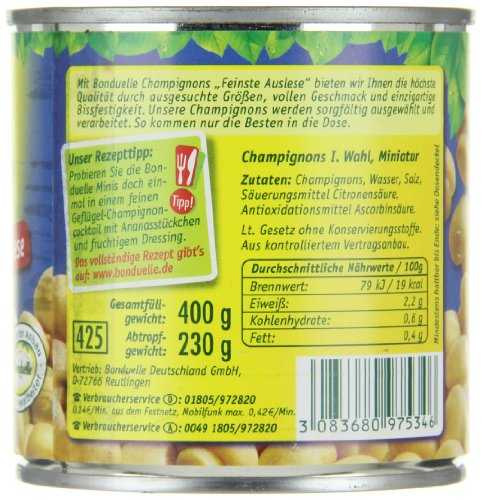 Mit Bonduelle Champignons „Feinste Auslese“ bieten wir Ihnen die höchste
Qualität durch ausgesuchte Größen, vollen Geschmack und einzigartige
Bissfestigkeit. Unsere Champignons werden sorgfältig ausgewählt und
verarbeitet. So kommen nur die Besten in die Dose.
Unser Rezepttipp:
Probieren Sie die Bon-
duelle Minis doch ein-
mal in einem feinen
Geflügel-Champignon-
cocktail mit Ananasstückchen
und fruchtigem Dressing.
Das vollständige Rezept gibt's
auf: www.bonduelle.de
Tipp!
Champignons I. Wahl, Miniatur
Zutaten: Champignons, Wasser, Salz,
Säuerungsmittel Citronensäure,
Antioxidationsmittel Ascorbinsäure.
Lt. Gesetz ohne Konservierungsstoffe.
Aus kontrolliertem Vertragsanbau.
Durchschnittliche Nährwerte / 100g
Brennwert: 79 kJ / 19 kcal
Eiweiß: 2,2 g
Kohlenhydrate: 0,6 g
Fett: 0,4 g
Mindestens haltbar bis Ende: siehe Dosendeckel
Gesamtfüll-
gewicht: 400 g
425
Abtropf-
gewicht: 230 g
Vertrieb: Bonduelle Deutschland GmbH,
D-72766 Reutlingen
☎ Verbraucherservice Ⓓ: 01805/972820
0.14€/Min. aus dem Festnetz, Mobilfunk max. 0,42€/Min.
☎ Verbraucherservice Ⓐ: 0049 1805/972820
3 083680 975346